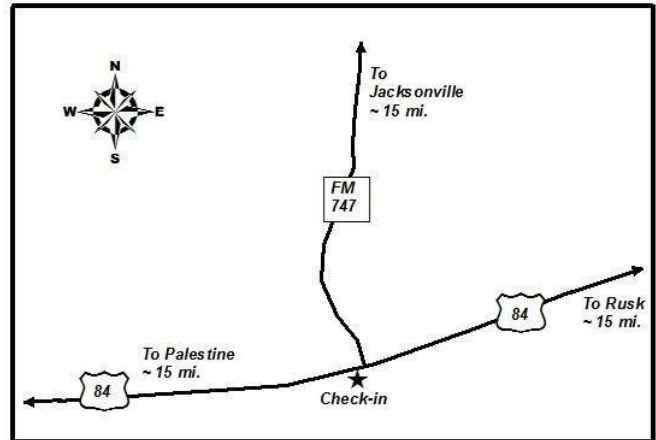 N
W
E
S
To
Jacksonville
~ 15 mi.
FM
747
84
To Rusk
~ 15 mi.
To Palestine
~ 15 mi.
84
Check-in